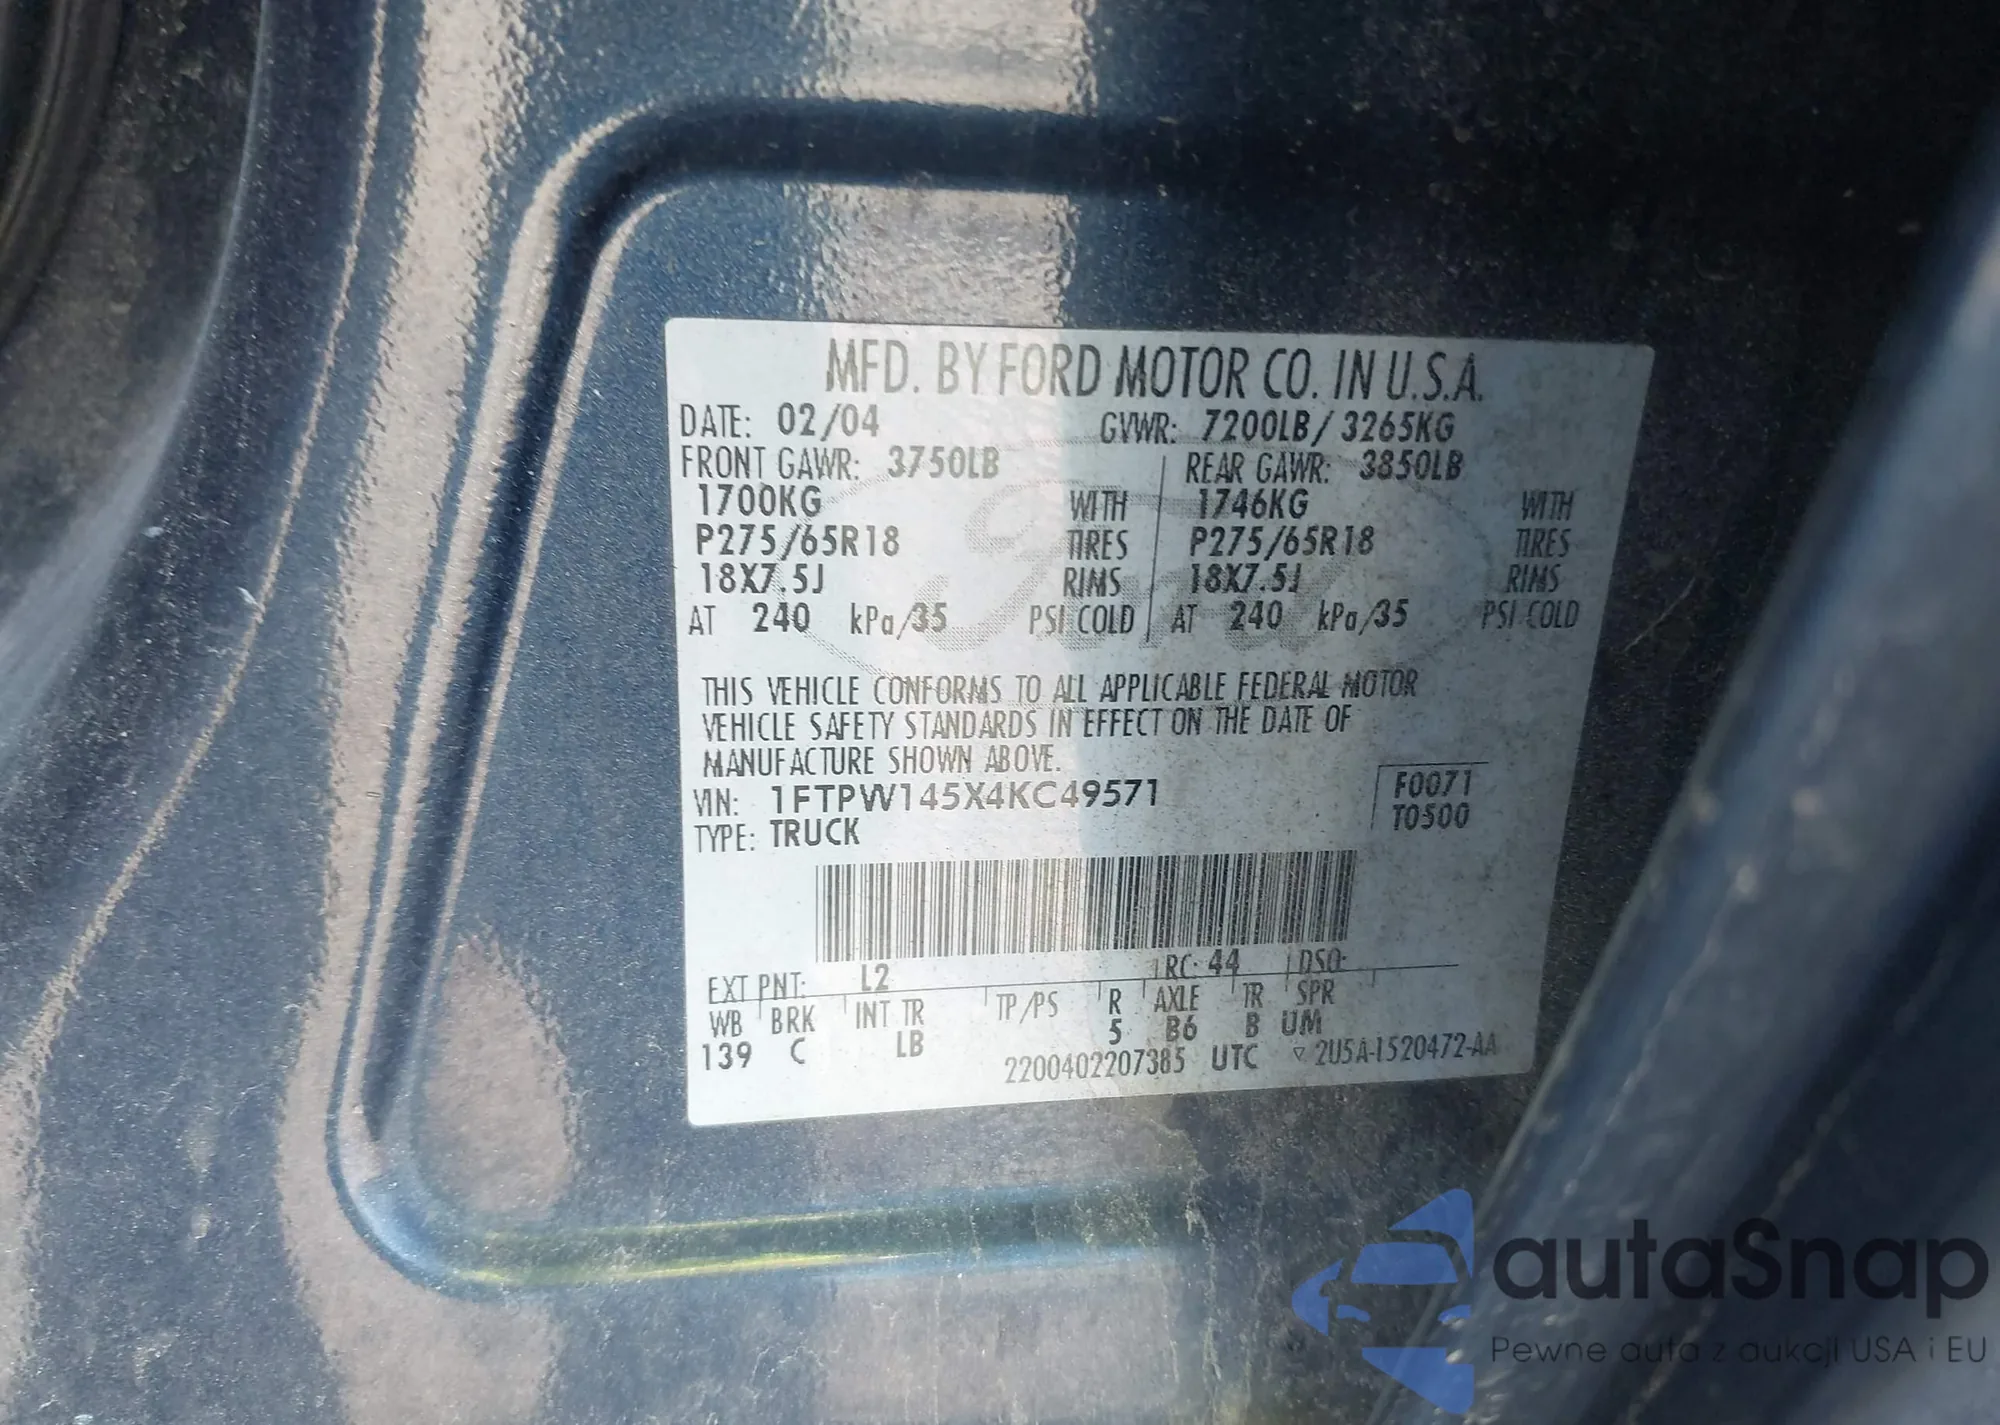 MFD. BY FORD MOTOR CO. IN U.S.A.
DATE: 02/04 GVWR: 7200LB/ 3265KG
FRONT GAWR: 3750LB REAR GAWR: 3850LB
1700KG WITH 1746KG WITH
P275/65R18 TIRES P275/65R18 TIRES
18X7.5J RIMS 18X7.5J RIMS
AT 240 kPa/35 PSI COLD AT 240 kPa/35 PSI COLD
Ford
THIS VEHICLE CONFORMS TO ALL APPLICABLE FEDERAL MOTOR
VEHICLE SAFETY STANDARDS IN EFFECT ON THE DATE OF
MANUFACTURE SHOWN ABOVE.
VIN: 1FTPW145X4KC49571 F0071
TYPE: TRUCK T0500
EXT PNT: L2 RC: 44 DSO:
WB BRK INT TR TP/PS R AXLE TR SPR
139 C LB 5 B6 B UM
2200402207385 UTC ▽ 2U5A-1520472-AA
autaSnap
Pewne auta z aukcji USA i EU